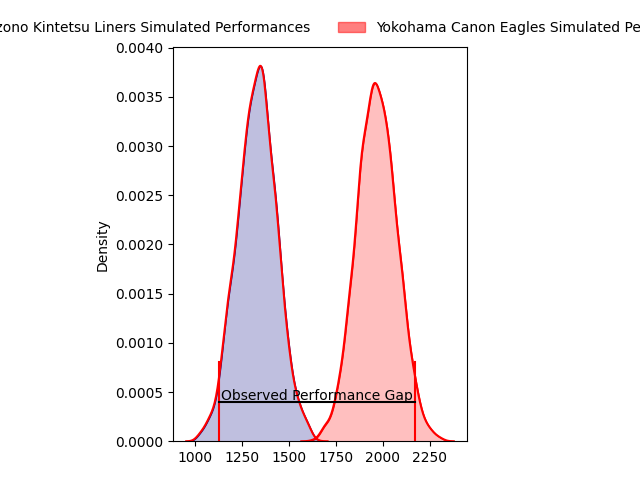 zono Kintetsu Liners Simulated Performances
Yokohama Canon Eagles Simulated Pe
0.0040
0.0035
0.0030
0.0025
0.0020
0.0015
0.0010
0.0005
0.0000
Density
Observed Performance Gap
1000 1250 1500 1750 2000 2250